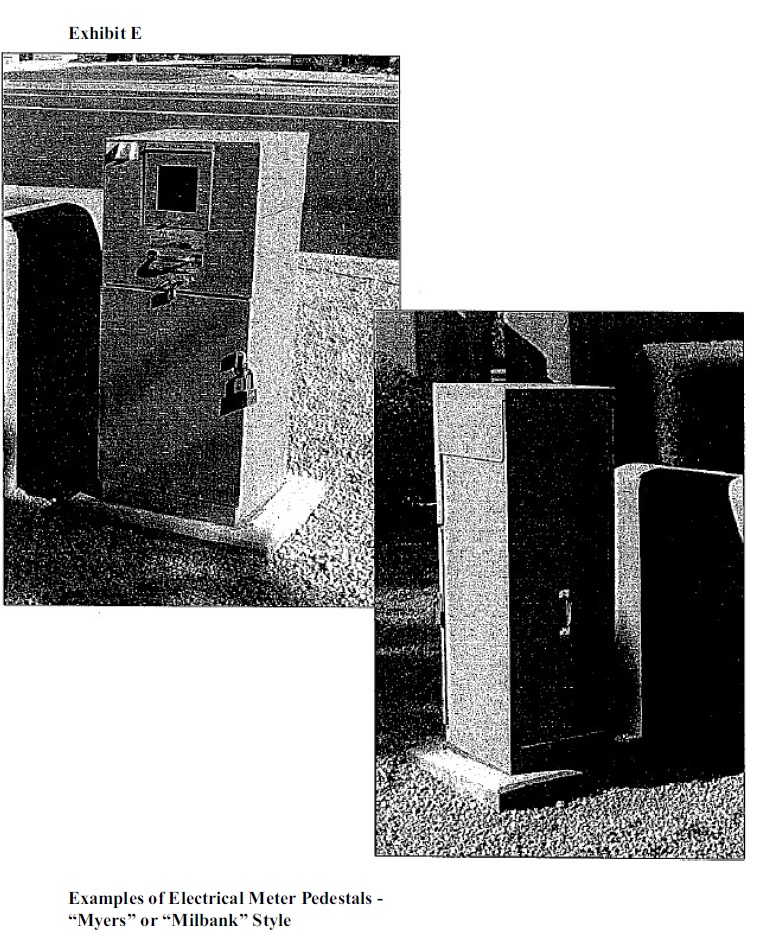 Exhibit E
Examples of Electrical Meter Pedestals -
“Myers” or “Milbank” Style